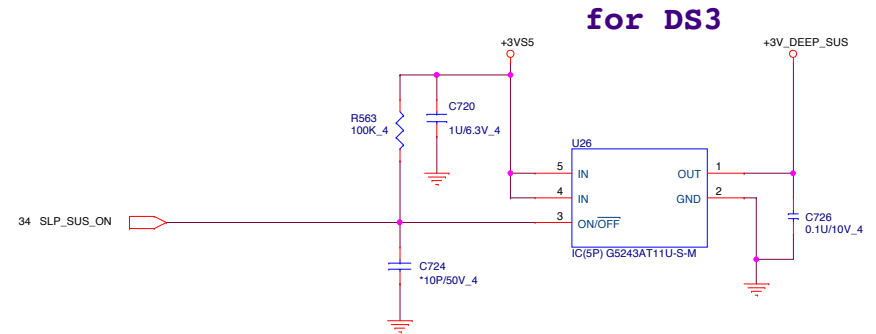 for DS3
+3VS5
+3V_DEEP_SUS
R563
100K_4
C720
1U/6.3V_4
U26
5
IN
OUT
1
4
IN
GND
2
3
ON/OFF
IC(5P) G5243AT11U-S-M
C726
0.1U/10V_4
34 SLP_SUS_ON
C724
*10P/50V_4